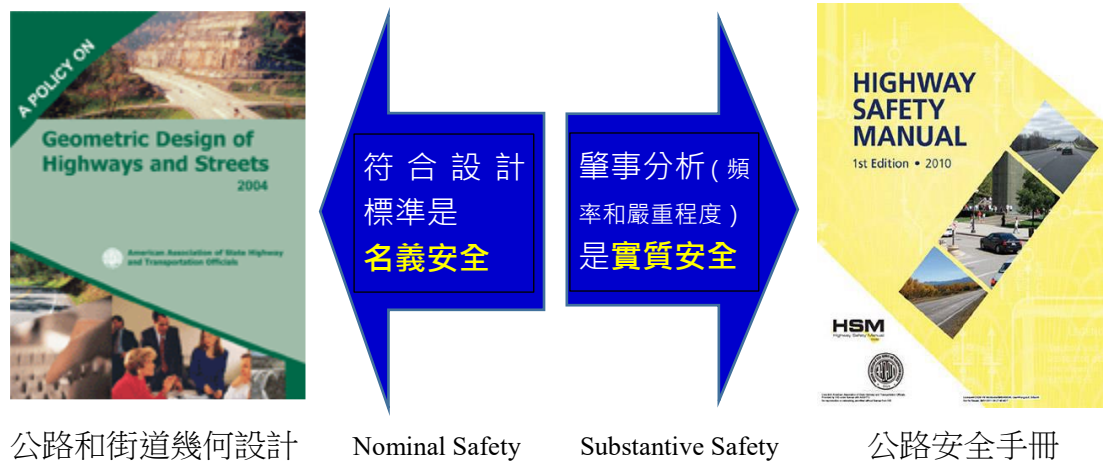 A POLICY ON
Geometric Design of
Highways and Streets
2004
American Association of State Highway
and Transportation Officials
符合設計
標準是
名義安全
肇事分析(頻
率和嚴重程度)
是實質安全
HIGHWAY
SAFETY
MANUAL
1st Edition • 2010
HSM
Highway Safety Manual
公路和街道幾何設計
Nominal Safety
Substantive Safety
公路安全手冊